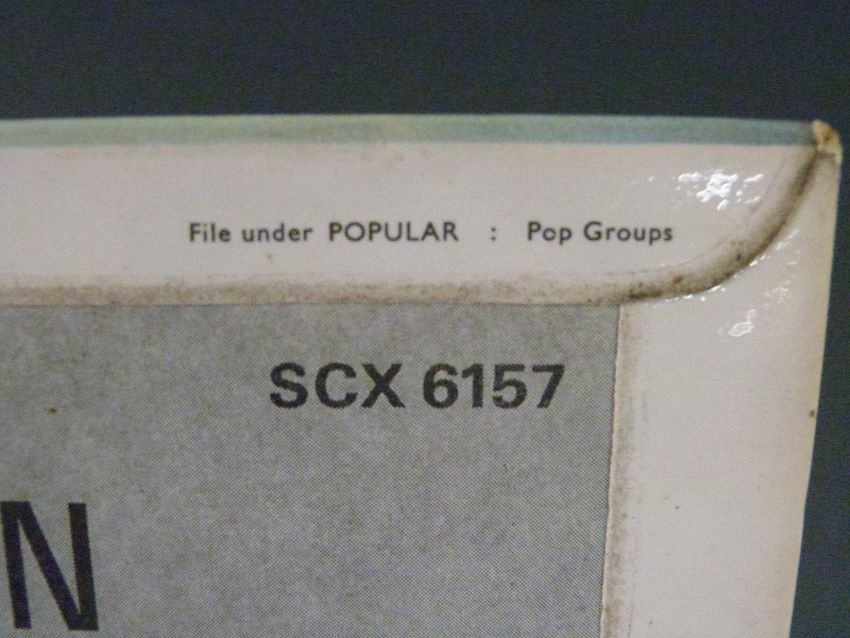 File under POPULAR : Pop Groups
SCX 6157
N